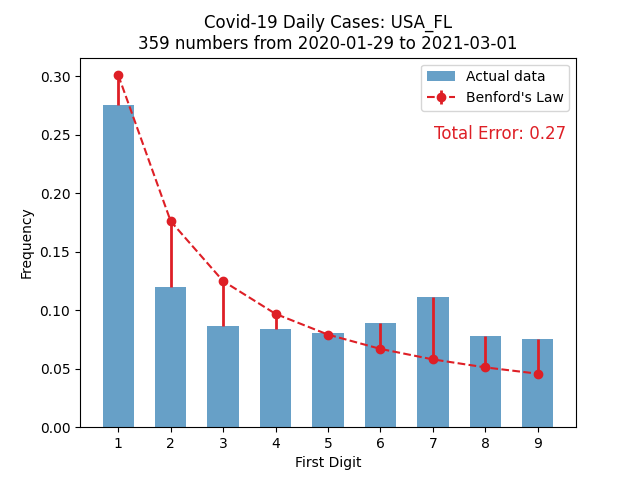 Covid-19 Daily Cases: USA_FL
359 numbers from 2020-01-29 to 2021-03-01
Actual data
Benford's Law
Total Error: 0.27
Frequency
0.30
0.25
0.20
0.15
0.10
0.05
0.00
1 2 3 4 5 6 7 8 9
First Digit